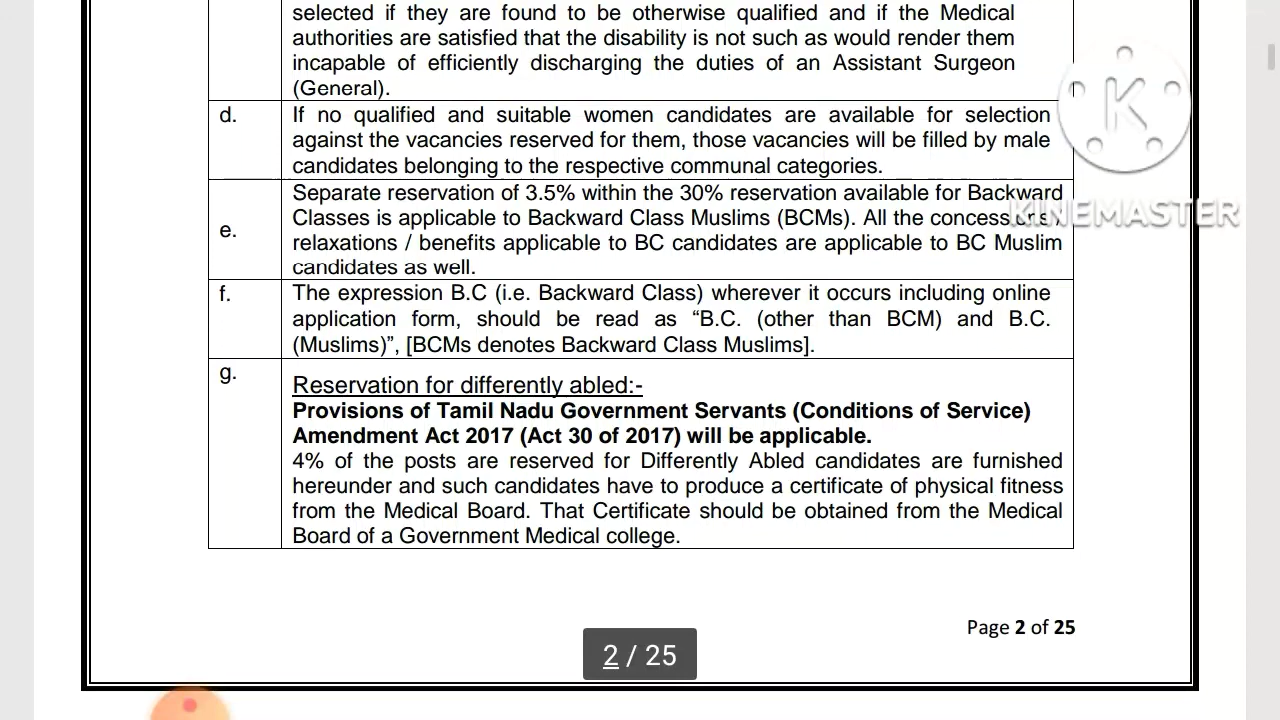 selected if they are found to be otherwise qualified and if the Medical
authorities are satisfied that the disability is not such as would render them
incapable of efficiently discharging the duties of an Assistant Surgeon
(General).
d.
If no qualified and suitable women candidates are available for selection
against the vacancies reserved for them, those vacancies will be filled by male
candidates belonging to the respective communal categories.
e.
Separate reservation of 3.5% within the 30% reservation available for Backward
Classes is applicable to Backward Class Muslims (BCMs). All the concessions,
relaxations / benefits applicable to BC candidates are applicable to BC Muslim
candidates as well.
f.
The expression B.C (i.e. Backward Class) wherever it occurs including online
application form, should be read as “B.C. (other than BCM) and B.C.
(Muslims)”, [BCMs denotes Backward Class Muslims].
g.
Reservation for differently abled:-
Provisions of Tamil Nadu Government Servants (Conditions of Service)
Amendment Act 2017 (Act 30 of 2017) will be applicable.
4% of the posts are reserved for Differently Abled candidates are furnished
hereunder and such candidates have to produce a certificate of physical fitness
from the Medical Board. That Certificate should be obtained from the Medical
Board of a Government Medical college.
Page 2 of 25
2 / 25
K
KINEMASTER